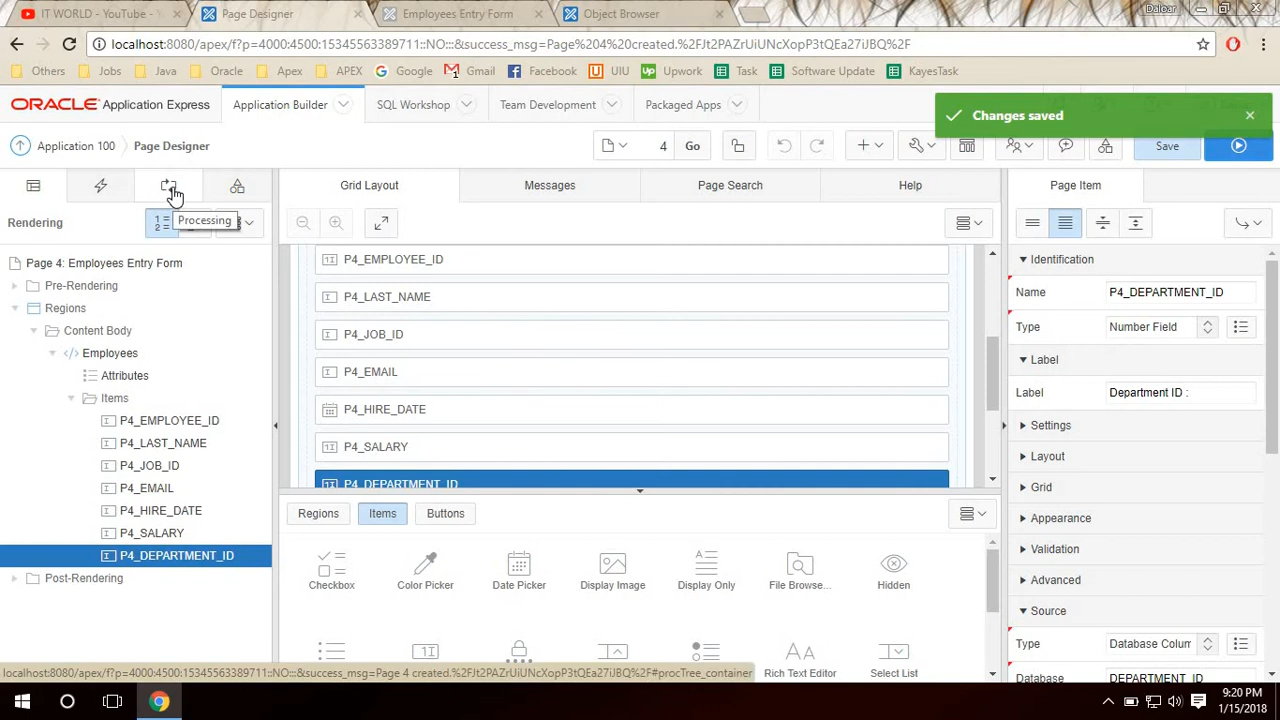 IT WORLD - YouTube -
Page Designer
Employees Entry Form
Object Browser
Daloar
localhost:8080/apex/f?p=4000:4500:15345563389711::NO:::&success_msg=Page%204%20created.%2FJt2PAZrUiUNcXopP3tQEa27iJBQ%2F
Others
Jobs
Java
Oracle
Apex
APEX
Google
Gmail
Facebook
UIU
Upwork
Task
Software Update
KayesTask
ORACLE Application Express
Application Builder
SQL Workshop
Team Development
Packaged Apps
Changes saved
Application 100
Page Designer
4
Go
Save
Grid Layout
Messages
Page Search
Help
Page Item
Rendering
Processing
Page 4: Employees Entry Form
Pre-Rendering
Regions
Content Body
Employees
Attributes
Items
P4_EMPLOYEE_ID
P4_LAST_NAME
P4_JOB_ID
P4_EMAIL
P4_HIRE_DATE
P4_SALARY
P4_DEPARTMENT_ID
Post-Rendering
P4_EMPLOYEE_ID
P4_LAST_NAME
P4_JOB_ID
P4_EMAIL
P4_HIRE_DATE
P4_SALARY
P4_DEPARTMENT_ID
Regions
Items
Buttons
Checkbox
Color Picker
Date Picker
Display Image
Display Only
File Browse...
Hidden
Rich Text Editor
Select List
Identification
Name
P4_DEPARTMENT_ID
Type
Number Field
Label
Label
Department ID :
Settings
Layout
Grid
Appearance
Validation
Advanced
Source
Type
Database Colum
Database
DEPARTMENT_ID
localhost:8080/apex/f?p=4000:4500:15345563389711::NO:::&success_msg=Page 4 created.%2FJt2PAZrUiUNcXopP3tQEa27iJBQ%2F#procTree_container
9:20 PM
1/15/2018